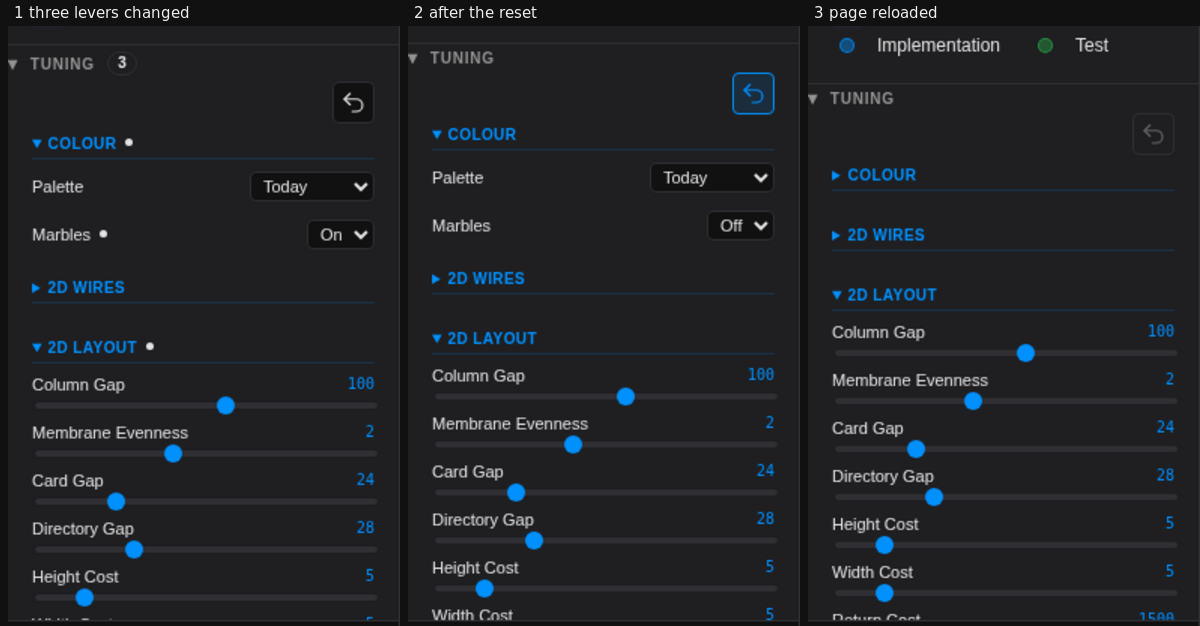 1 three levers changed
TUNING 3
COLOUR
Palette Today
Marbles On
2D WIRES
2D LAYOUT
Column Gap 100
Membrane Evenness 2
Card Gap 24
Directory Gap 28
Height Cost 5
2 after the reset
TUNING
COLOUR
Palette Today
Marbles Off
2D WIRES
2D LAYOUT
Column Gap 100
Membrane Evenness 2
Card Gap 24
Directory Gap 28
Height Cost 5
Width Cost 5
3 page reloaded
Implementation Test
TUNING
COLOUR
2D WIRES
2D LAYOUT
Column Gap 100
Membrane Evenness 2
Card Gap 24
Directory Gap 28
Height Cost 5
Width Cost 5
Return Cost 1500